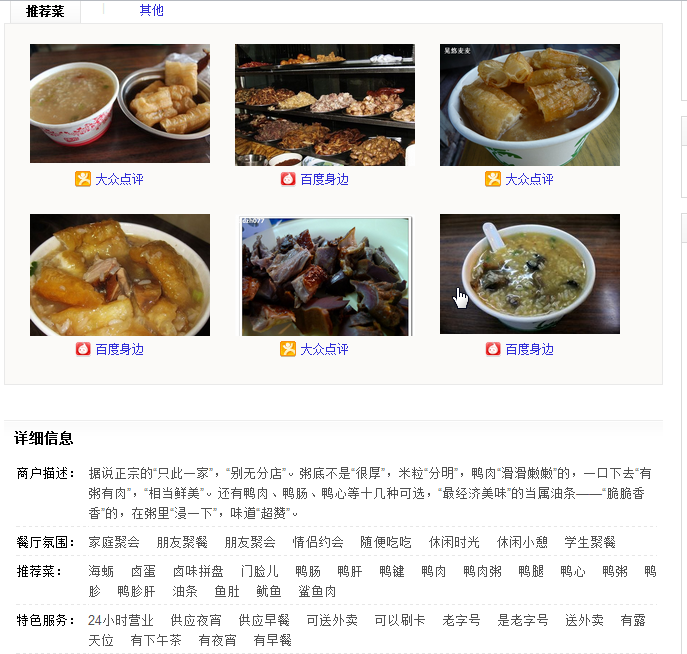 推荐菜 其他
晃悠麦麦
大众点评 百度身边 大众点评
百度身边 大众点评 百度身边
详细信息
商户描述： 据说正宗的“只此一家”，“别无分店”。粥底不是“很厚”，米粒“分明”，鸭肉“滑滑嫩嫩”的，一口下去“有
粥有肉”，“相当鲜美”。还有鸭肉、鸭肠、鸭心等十几种可选，“最经济美味”的当属油条——“脆脆香
香”的，在粥里“浸一下”，味道“超赞”。
餐厅氛围： 家庭聚会 朋友聚餐 朋友聚会 情侣约会 随便吃吃 休闲时光 休闲小憩 学生聚餐
推荐菜： 海蛎 卤蛋 卤味拼盘 门脸儿 鸭肠 鸭肝 鸭键 鸭肉 鸭肉粥 鸭腿 鸭心 鸭粥 鸭
胗 鸭胗肝 油条 鱼肚 鱿鱼 鲨鱼肉
特色服务： 24小时营业 供应夜宵 供应早餐 可送外卖 可以刷卡 老字号 是老字号 送外卖 有露
天位 有下午茶 有夜宵 有早餐